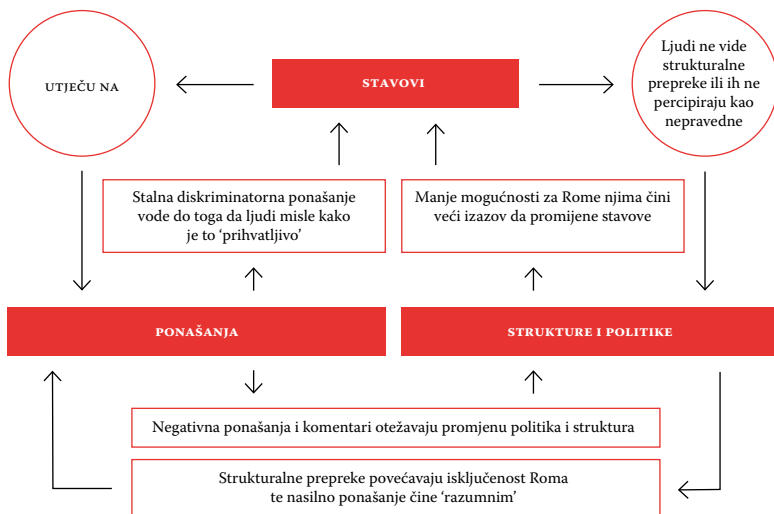 UTJEČU NA
STAVOVI
Ljudi ne vide
strukturalne
prepreke ili ih ne
percipiraju kao
nepravedne
Stalna diskriminatorna ponašanje
vode do toga da ljudi misle kako
je to ‘prihvatljivo’
Manje mogućnosti za Rome njima čini
veći izazov da promijene stavove
PONAŠANJA
STRUKTURE I POLITIKE
Negativna ponašanja i komentari otežavaju promjenu politika i struktura
Strukturalne prepreke povećavaju isključenost Roma
te nasilno ponašanje čine ‘razumnim’